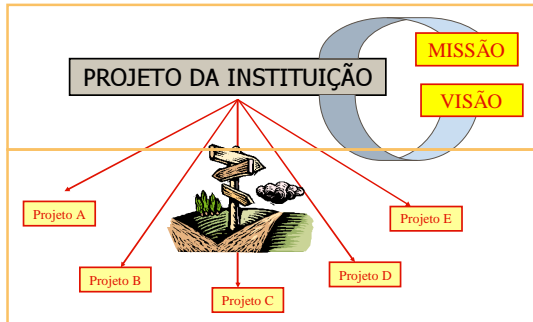 MISSÃO
PROJETO DA INSTITUIÇÃO
VISÃO
Projeto A
Projeto B
Projeto C
Projeto D
Projeto E